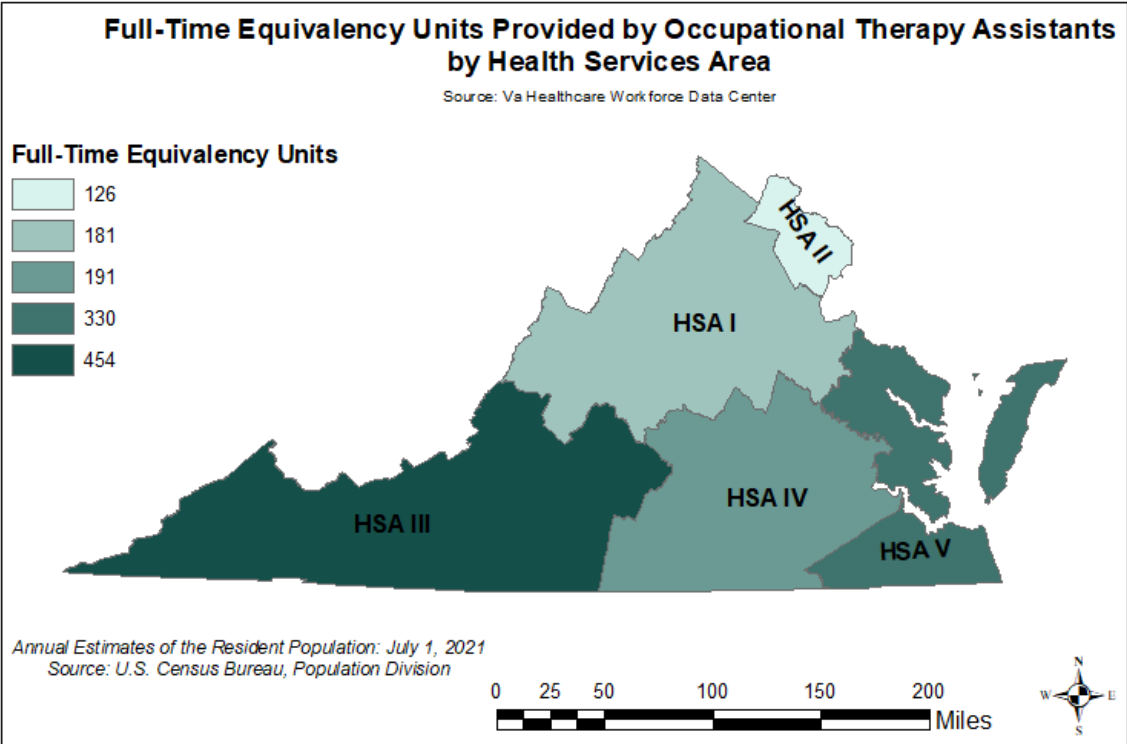 Full-Time Equivalency Units Provided by Occupational Therapy Assistants
by Health Services Area
Source: Va Healthcare Workforce Data Center
Full-Time Equivalency Units
126
181
191
330
454
HSA II
HSA I
HSA IV
HSA III
HSA V
Annual Estimates of the Resident Population: July 1, 2021
Source: U.S. Census Bureau, Population Division
0 25 50 100 150 200
Miles
N
W E
S